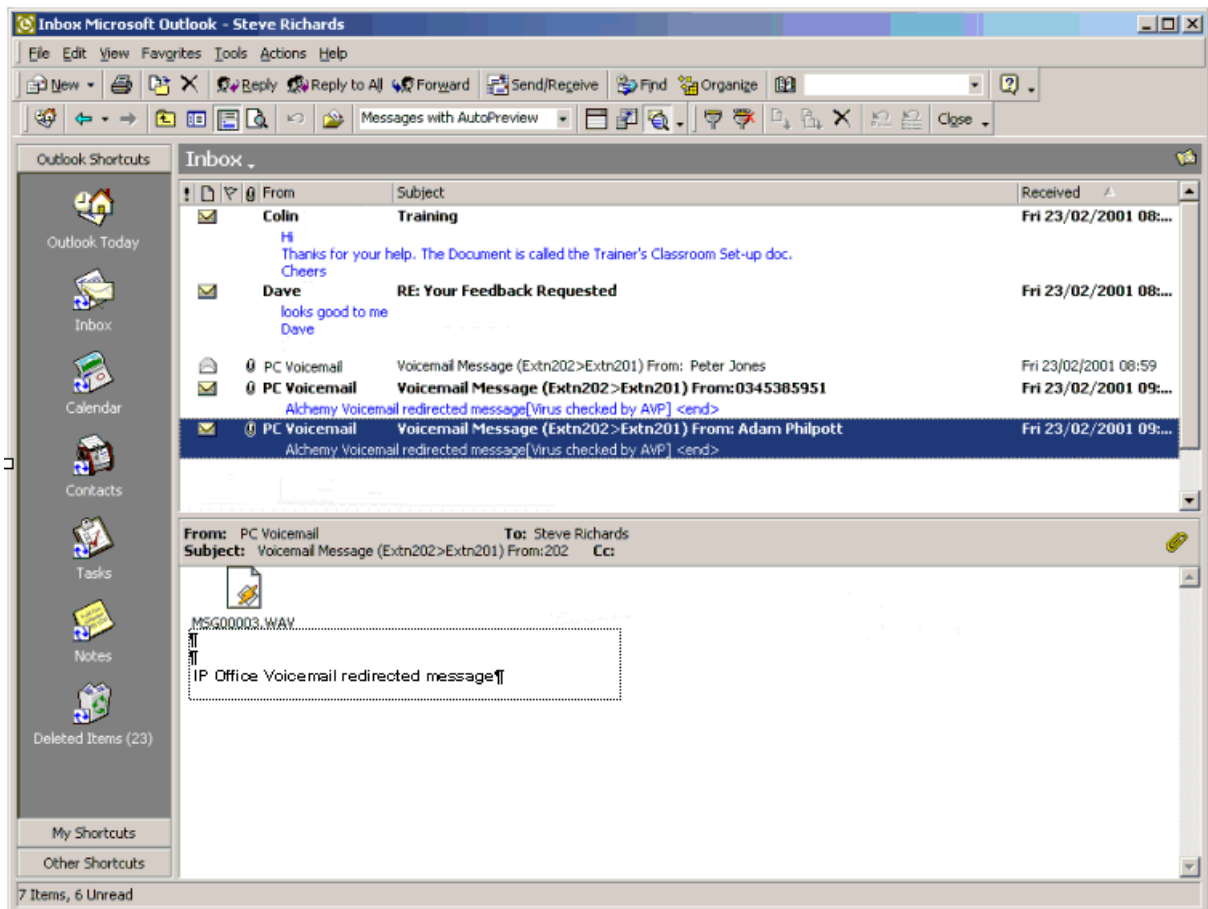 Inbox Microsoft Outlook - Steve Richards
File Edit View Favorites Tools Actions Help
New Reply Reply to All Forward Send/Receive Find Organize
Messages with AutoPreview Close
Outlook Shortcuts
Inbox
! From Subject Received
Colin Training Fri 23/02/2001 08:...
Hi
Thanks for your help. The Document is called the Trainer's Classroom Set-up doc.
Cheers
Dave RE: Your Feedback Requested Fri 23/02/2001 08:...
looks good to me
Dave
PC Voicemail Voicemail Message (Extn202>Extn201) From: Peter Jones Fri 23/02/2001 08:59
PC Voicemail Voicemail Message (Extn202>Extn201) From:0345385951 Fri 23/02/2001 09:...
Alchemy Voicemail redirected message[Virus checked by AVP] <end>
PC Voicemail Voicemail Message (Extn202>Extn201) From: Adam Philpott Fri 23/02/2001 09:...
Alchemy Voicemail redirected message[Virus checked by AVP] <end>
Outlook Today
Inbox
Calendar
Contacts
Tasks
Notes
Deleted Items (23)
My Shortcuts
Other Shortcuts
From: PC Voicemail To: Steve Richards
Subject: Voicemail Message (Extn202>Extn201) From:202 Cc:
MSG00003.WAV
¶
¶
IP Office Voicemail redirected message¶
7 Items, 6 Unread